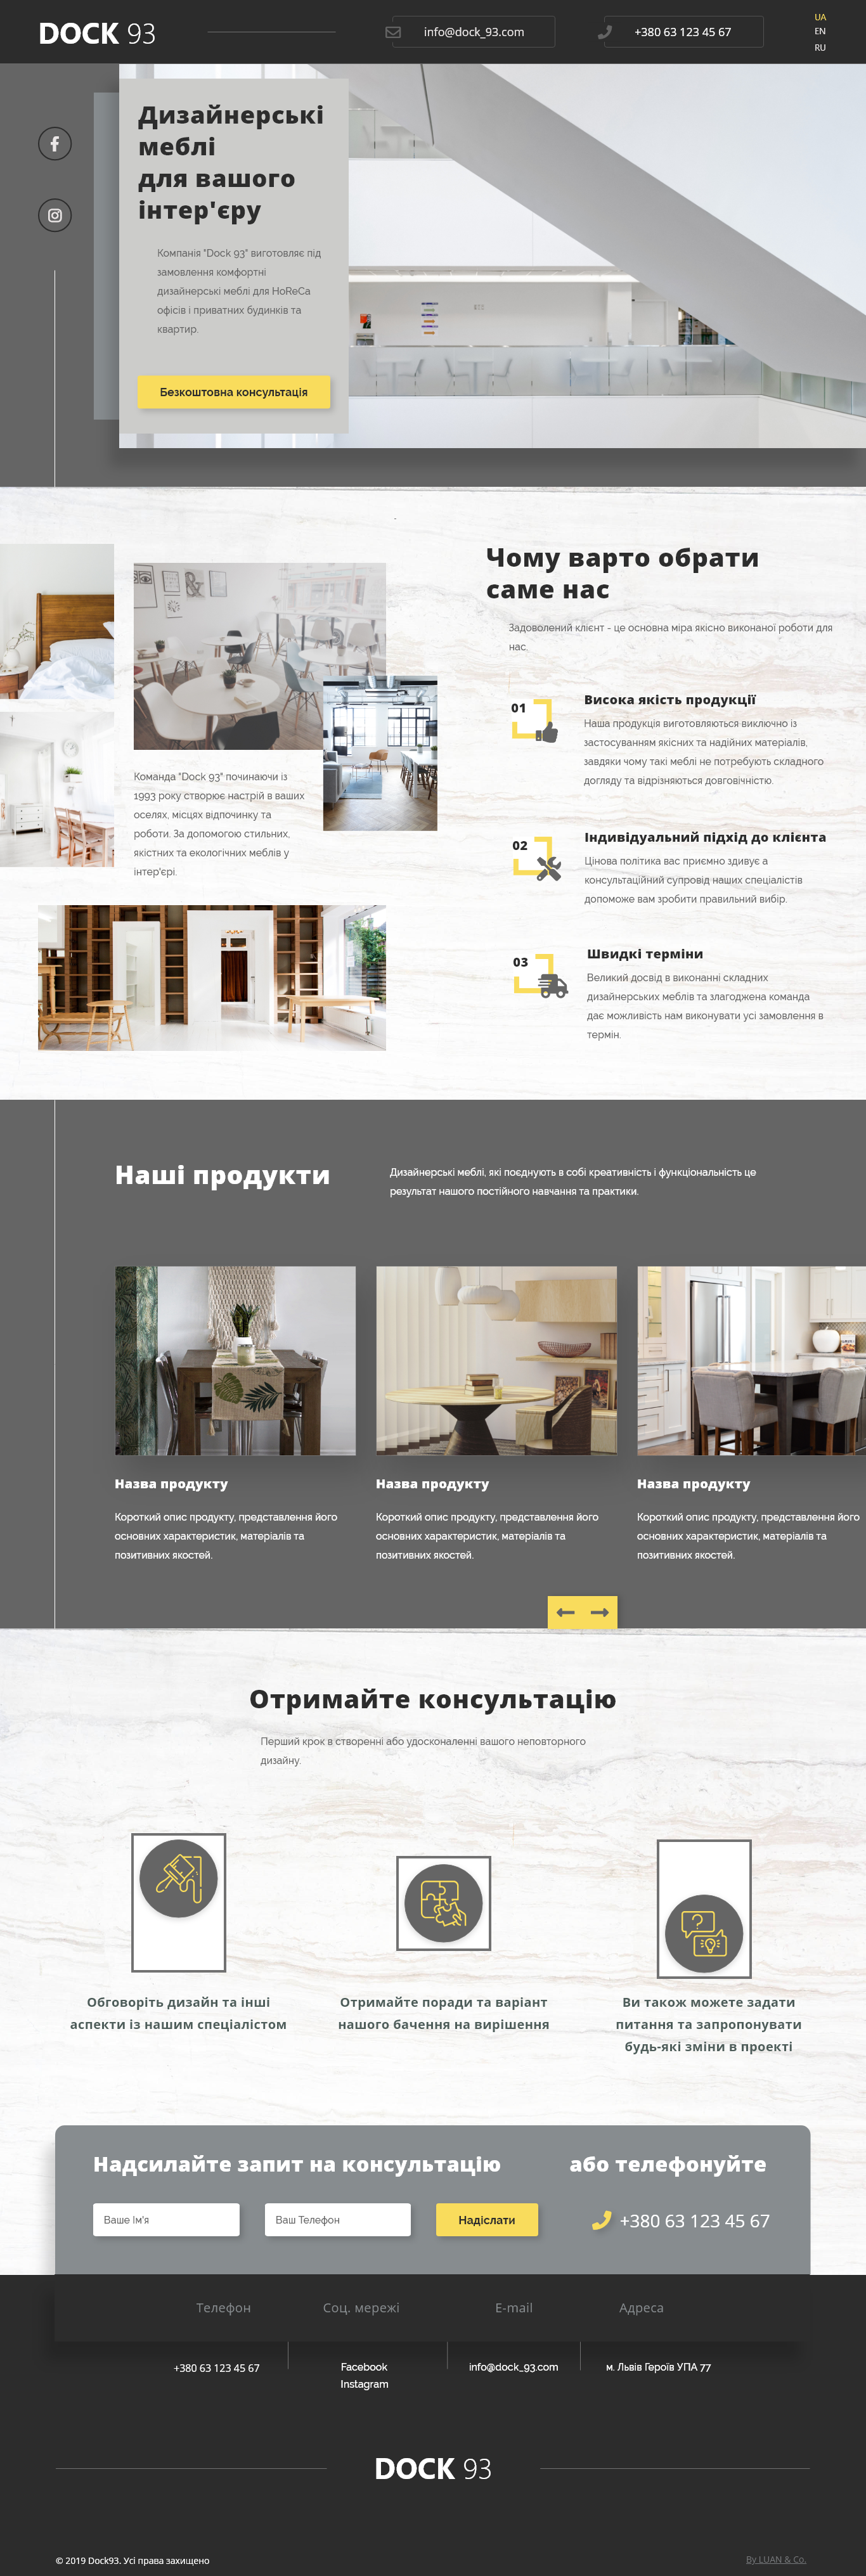 DOCK 93
info@dock_93.com
+380 63 123 45 67
UA
EN
RU
Дизайнерські
меблі
для вашого
інтер'єру
Компанія "Dock 93" виготовляє під
замовлення комфортні
дизайнерські меблі для HoReCa
офісів і приватних будинків та
квартир.
Безкоштовна консультація
-
Чому варто обрати
саме нас
Задоволений клієнт - це основна міра якісно виконаної роботи для
нас.
01
Висока якість продукції
Наша продукція виготовляються виключно із
застосуванням якісних та надійних матеріалів,
завдяки чому такі меблі не потребують складного
догляду та відрізняються довговічністю.
Команда "Dock 93" починаючи із
1993 року створює настрій в ваших
оселях, місцях відпочинку та
роботи. За допомогою стильних,
якістних та екологічних меблів у
інтер'єрі.
02
Індивідуальний підхід до клієнта
Цінова політика вас приємно здивує а
консультаційний супровід наших спеціалістів
допоможе вам зробити правильний вибір.
03
Швидкі терміни
Великий досвід в виконанні складних
дизайнерських меблів та злагоджена команда
дає можливість нам виконувати усі замовлення в
термін.
Наші продукти
Дизайнерські меблі, які поєднують в собі креативність і функціональність це
результат нашого постійного навчання та практики.
Назва продукту
Короткий опис продукту, представлення його
основних характеристик, матеріалів та
позитивних якостей.
Назва продукту
Короткий опис продукту, представлення його
основних характеристик, матеріалів та
позитивних якостей.
Назва продукту
Короткий опис продукту, представлення його
основних характеристик, матеріалів та
позитивних якостей.
Отримайте консультацію
Перший крок в створенні або удосконаленні вашого неповторного
дизайну.
Обговоріть дизайн та інші
аспекти із нашим спеціалістом
Отримайте поради та варіант
нашого бачення на вирішення
Ви також можете задати
питання та запропонувати
будь-які зміни в проекті
Надсилайте запит на консультацію
або телефонуйте
Ваше Ім'я
Ваш Телефон
Надіслати
+380 63 123 45 67
Телефон
Соц. мережі
E-mail
Адреса
+380 63 123 45 67
Facebook
Instagram
info@dock_93.com
м. Львів Героїв УПА 77
DOCK 93
© 2019 Dock93. Усі права захищено
By LUAN & Co.